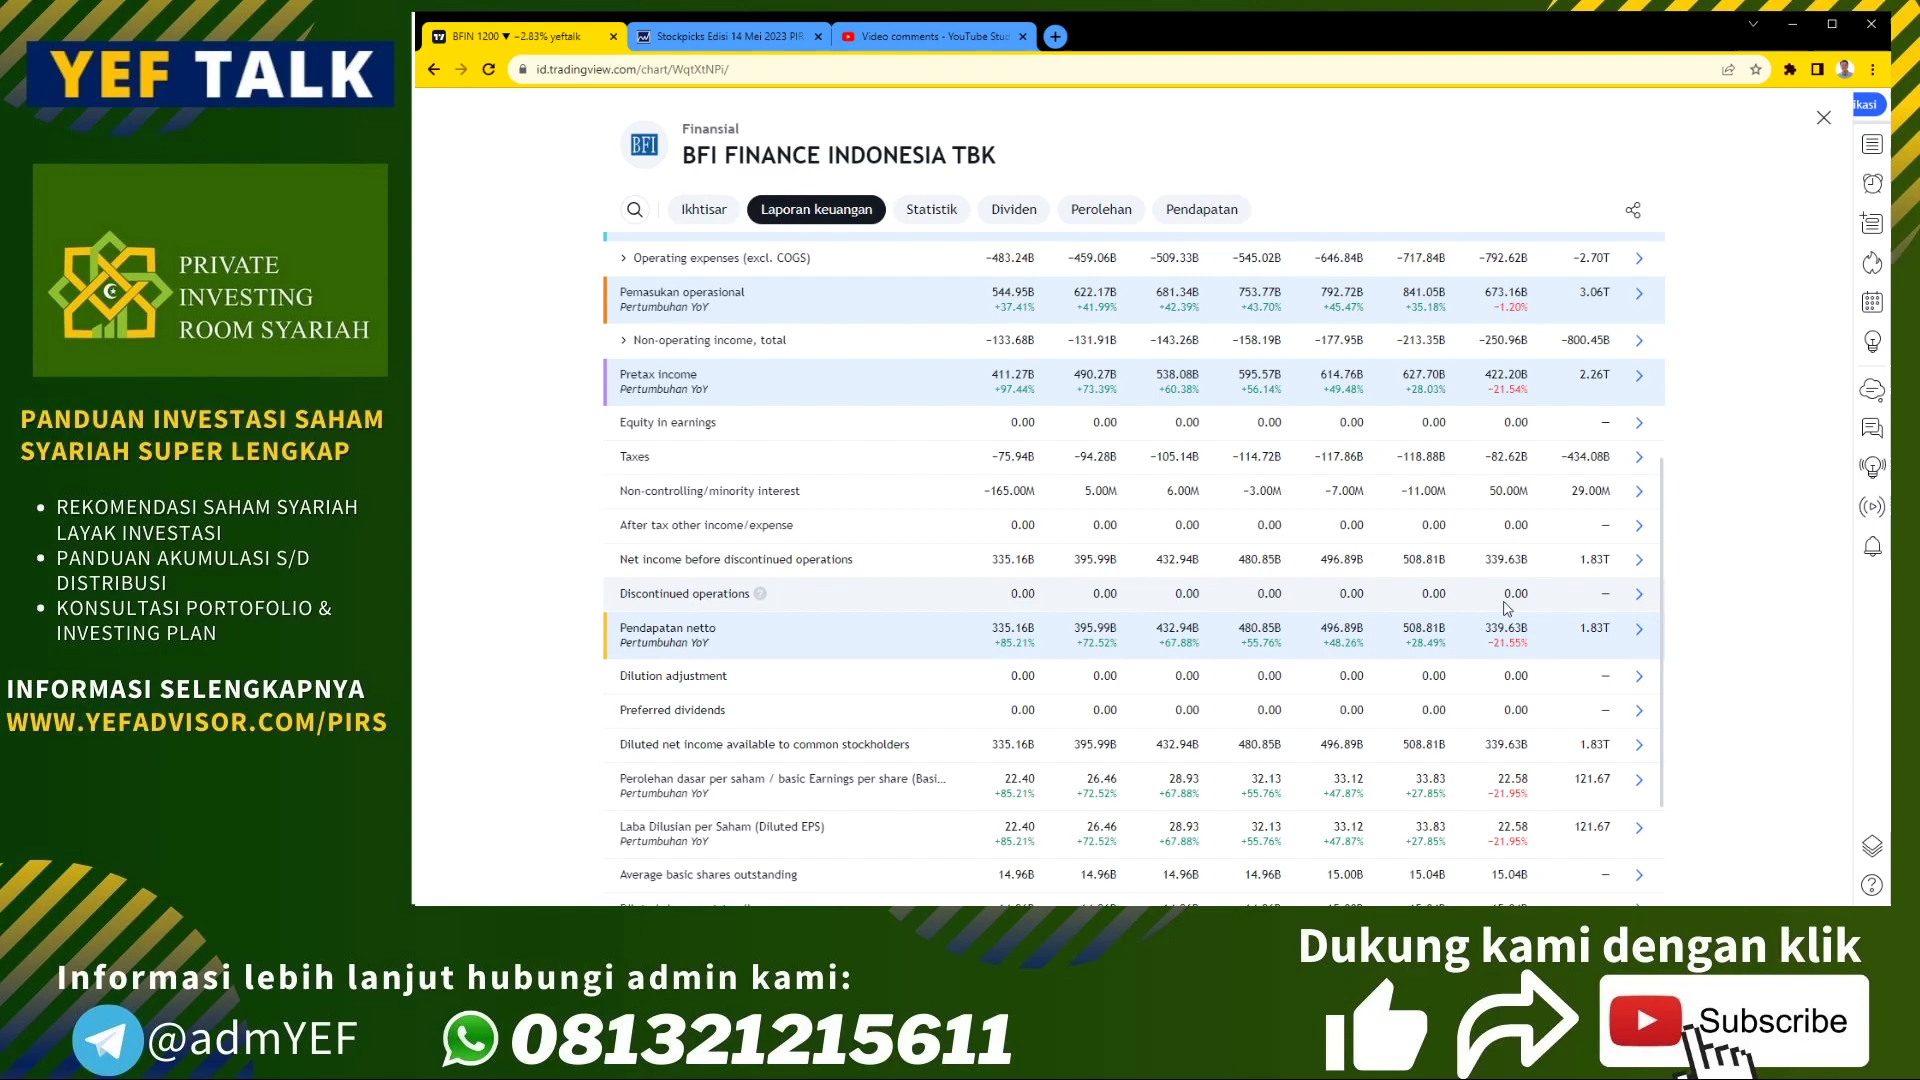 YEF TALK
PRIVATE
INVESTING
ROOM SYARIAH
PANDUAN INVESTASI SAHAM
SYARIAH SUPER LENGKAP
• REKOMENDASI SAHAM SYARIAH
LAYAK INVESTASI
• PANDUAN AKUMULASI S/D
DISTRIBUSI
• KONSULTASI PORTOFOLIO &
INVESTING PLAN
INFORMASI SELENGKAPNYA
WWW.YEFADVISOR.COM/PIRS
BFIN 1200 ▼ −2.83% yeftalk
Stockpicks Edisi 14 Mei 2023 PIR
Video comments - YouTube Stud
id.tradingview.com/chart/WqtXtNPi/
ikasi
BFI
Finansial
BFI FINANCE INDONESIA TBK
Ikhtisar Laporan keuangan Statistik Dividen Perolehan Pendapatan
Operating expenses (excl. COGS) −483.24B −459.06B −509.33B −545.02B −646.84B −717.84B −792.62B −2.70T
Pemasukan operasional 544.95B 622.17B 681.34B 753.77B 792.72B 841.05B 673.16B 3.06T
Pertumbuhan YoY +37.41% +41.99% +42.39% +43.70% +45.47% +35.18% −1.20%
Non-operating income, total −133.68B −131.91B −143.26B −158.19B −177.95B −213.35B −250.96B −800.45B
Pretax income 411.27B 490.27B 538.08B 595.57B 614.76B 627.70B 422.20B 2.26T
Pertumbuhan YoY +97.44% +73.39% +60.38% +56.14% +49.48% +28.03% −21.54%
Equity in earnings 0.00 0.00 0.00 0.00 0.00 0.00 0.00 —
Taxes −75.94B −94.28B −105.14B −114.72B −117.86B −118.88B −82.62B −434.08B
Non-controlling/minority interest −165.00M 5.00M 6.00M −3.00M −7.00M −11.00M 50.00M 29.00M
After tax other income/expense 0.00 0.00 0.00 0.00 0.00 0.00 0.00 —
Net income before discontinued operations 335.16B 395.99B 432.94B 480.85B 496.89B 508.81B 339.63B 1.83T
Discontinued operations 0.00 0.00 0.00 0.00 0.00 0.00 0.00 —
Pendapatan netto 335.16B 395.99B 432.94B 480.85B 496.89B 508.81B 339.63B 1.83T
Pertumbuhan YoY +85.21% +72.52% +67.88% +55.76% +48.26% +28.49% −21.55%
Dilution adjustment 0.00 0.00 0.00 0.00 0.00 0.00 0.00 —
Preferred dividends 0.00 0.00 0.00 0.00 0.00 0.00 0.00 —
Diluted net income available to common stockholders 335.16B 395.99B 432.94B 480.85B 496.89B 508.81B 339.63B 1.83T
Perolehan dasar per saham / basic Earnings per share (Basi... 22.40 26.46 28.93 32.13 33.12 33.83 22.58 121.67
Pertumbuhan YoY +85.21% +72.52% +67.88% +55.76% +47.87% +27.85% −21.95%
Laba Dilusian per Saham (Diluted EPS) 22.40 26.46 28.93 32.13 33.12 33.83 22.58 121.67
Pertumbuhan YoY +85.21% +72.52% +67.88% +55.76% +47.87% +27.85% −21.95%
Average basic shares outstanding 14.96B 14.96B 14.96B 14.96B 15.00B 15.04B 15.04B —
Informasi lebih lanjut hubungi admin kami:
@admYEF
081321215611
Dukung kami dengan klik
Subscribe